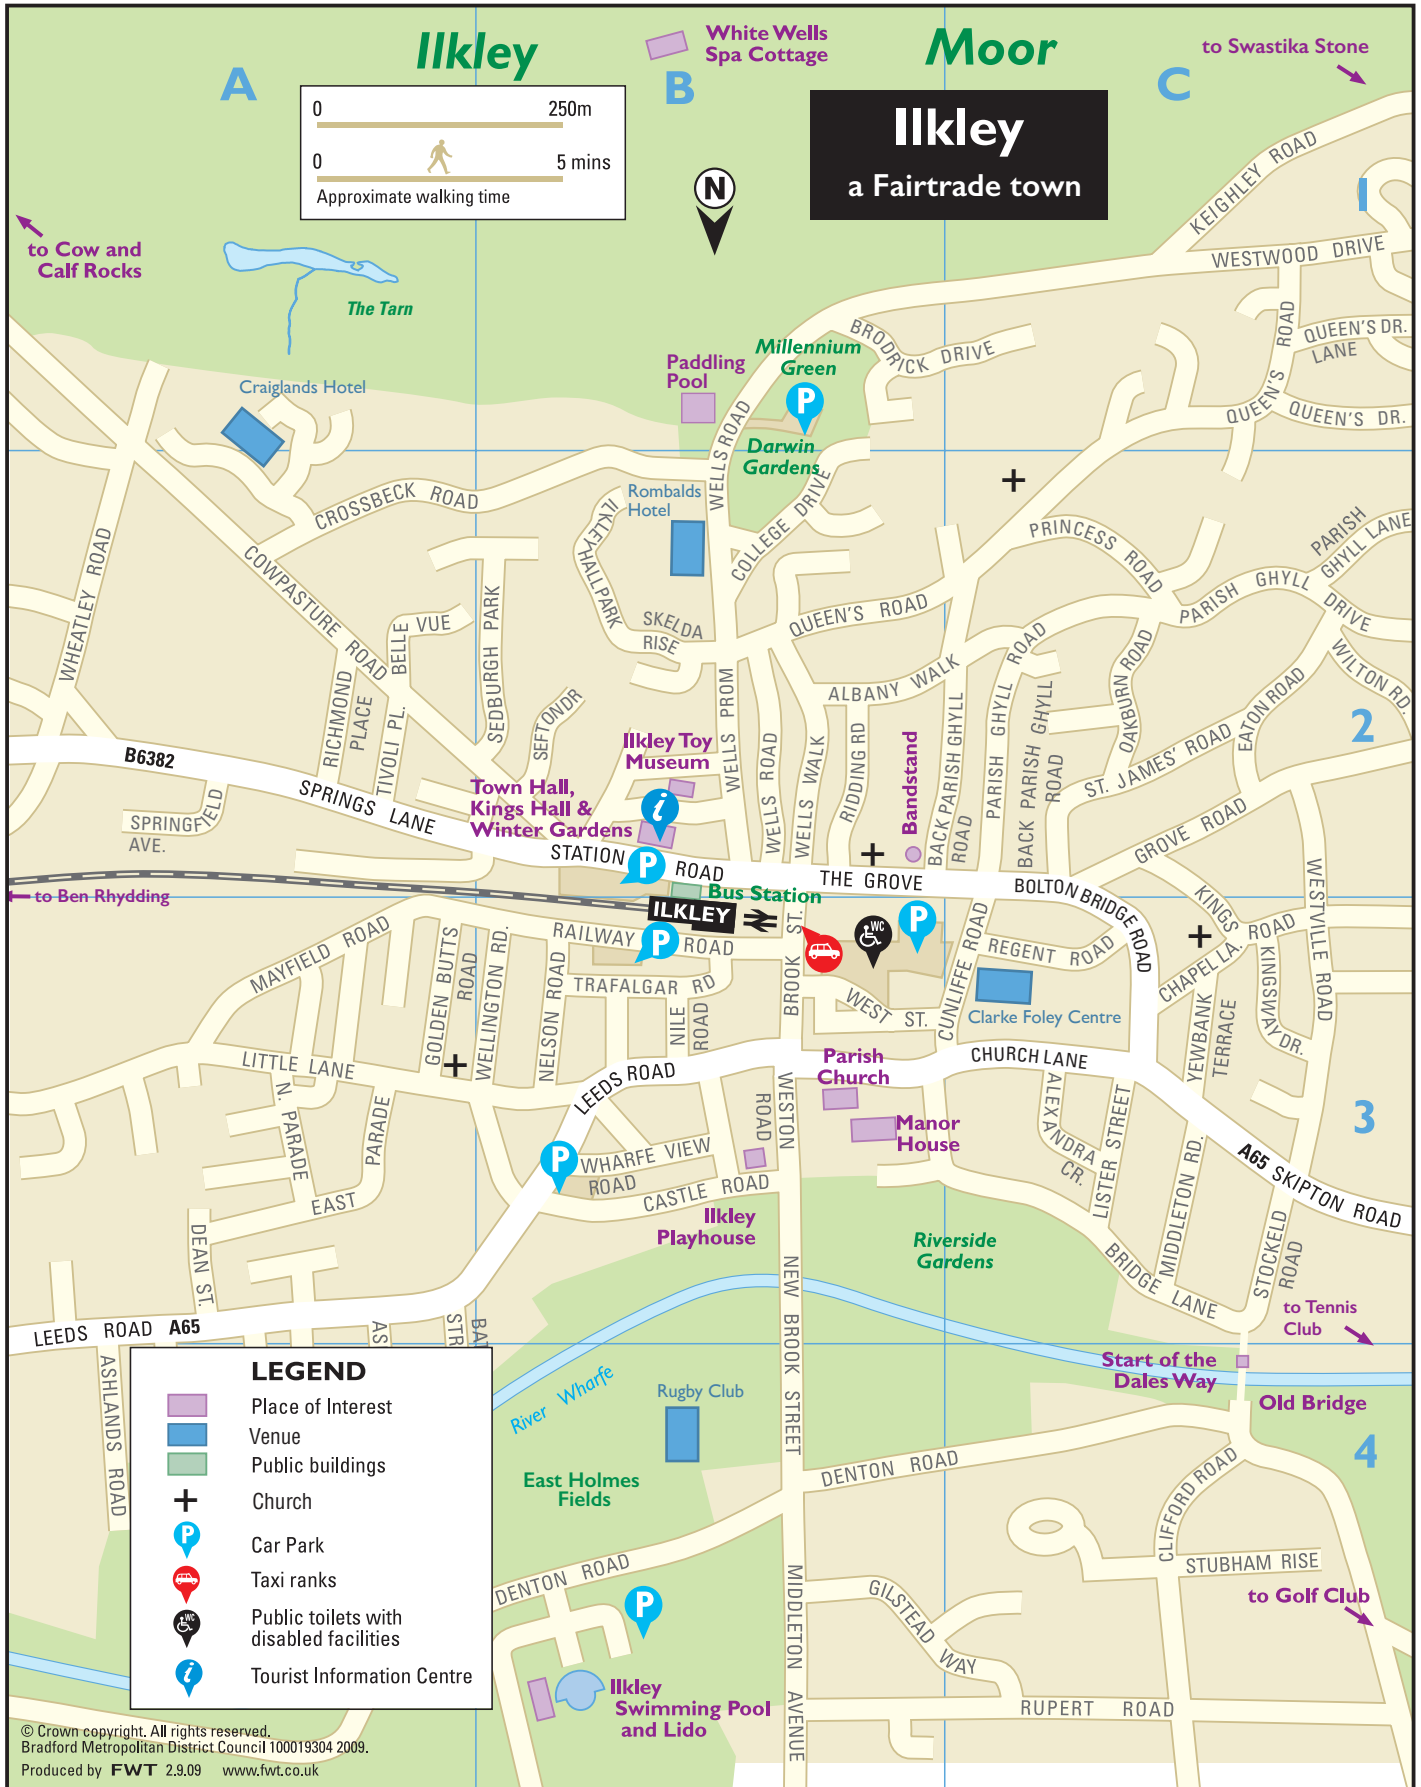 Ilkley
Moor
White Wells
Spa Cottage
to Swastika Stone
A
B
C
0 250m
0 5 mins
Approximate walking time
N
Ilkley
a Fairtrade town
1
KEIGHLEY ROAD
WESTWOOD DRIVE
to Cow and
Calf Rocks
The Tarn
BRODRICK DRIVE
Millennium
Green
QUEEN'S ROAD
QUEEN'S DR.
LANE
QUEEN'S DR.
Paddling
Pool
P
Craiglands Hotel
WELLS ROAD
Darwin
Gardens
CROSSBECK ROAD
Rombalds
Hotel
ILKLEY HALL PARK
COLLEGE DRIVE
PRINCESS ROAD
PARISH
GHYLL LANE
WHEATLEY ROAD
COWPASTURE ROAD
SEDBURGH PARK
BELLE VUE
SKELDA
RISE
QUEEN'S ROAD
PARISH GHYLL DRIVE
WILTON RD.
RICHMOND
PLACE
TIVOLI PL.
SEFTON DR
WELLS PROM
WELLS ROAD
WELLS WALK
ALBANY WALK
RIDDING RD
BACK PARISH GHYLL
ROAD
PARISH GHYLL ROAD
BACK PARISH GHYLL
ROAD
OAKBURN ROAD
EATON ROAD
ST. JAMES' ROAD
2
B6382
Ilkley Toy
Museum
Bandstand
SPRINGS LANE
Town Hall,
Kings Hall &
Winter Gardens
i
SPRINGFIELD
AVE.
GROVE ROAD
STATION ROAD
P
THE GROVE
BOLTON BRIDGE ROAD
WESTVILLE ROAD
to Ben Rhydding
Bus Station
ILKLEY
KINGS ROAD
MAYFIELD ROAD
GOLDEN BUTTS
ROAD
WELLINGTON RD.
RAILWAY ROAD
P
BROOK ST.
WC
P
CUNLIFFE ROAD
REGENT ROAD
CHAPEL LA.
KINGSWAY DR.
NELSON ROAD
TRAFALGAR RD
NILE
ROAD
WEST ST.
Clarke Foley Centre
YEWBANK
TERRACE
LITTLE LANE
LEEDS ROAD
Parish
Church
CHURCH LANE
N. PARADE
EAST PARADE
WESTON
ROAD
Manor
House
ALEXANDRA
CR.
LISTER STREET
MIDDLETON RD.
3
A65 SKIPTON ROAD
P
WHARFE VIEW
ROAD
CASTLE ROAD
Ilkley
Playhouse
Riverside
Gardens
DEAN ST.
BRIDGE LANE
STOCKELD
ROAD
NEW BROOK STREET
LEEDS ROAD A65
AS
STR
BAT
to Tennis
Club
ASHLANDS ROAD
River Wharfe
Rugby Club
Start of the
Dales Way
Old Bridge
4
East Holmes
Fields
DENTON ROAD
CLIFFORD ROAD
STUBHAM RISE
DENTON ROAD
P
MIDDLETON AVENUE
GILSTEAD WAY
to Golf Club
Ilkley
Swimming Pool
and Lido
RUPERT ROAD
LEGEND
Place of Interest
Venue
Public buildings
Church
P
Car Park
Taxi ranks
WC
Public toilets with
disabled facilities
i
Tourist Information Centre
© Crown copyright. All rights reserved.
Bradford Metropolitan District Council 100019304 2009.
Produced by FWT 2.9.09 www.fwt.co.uk